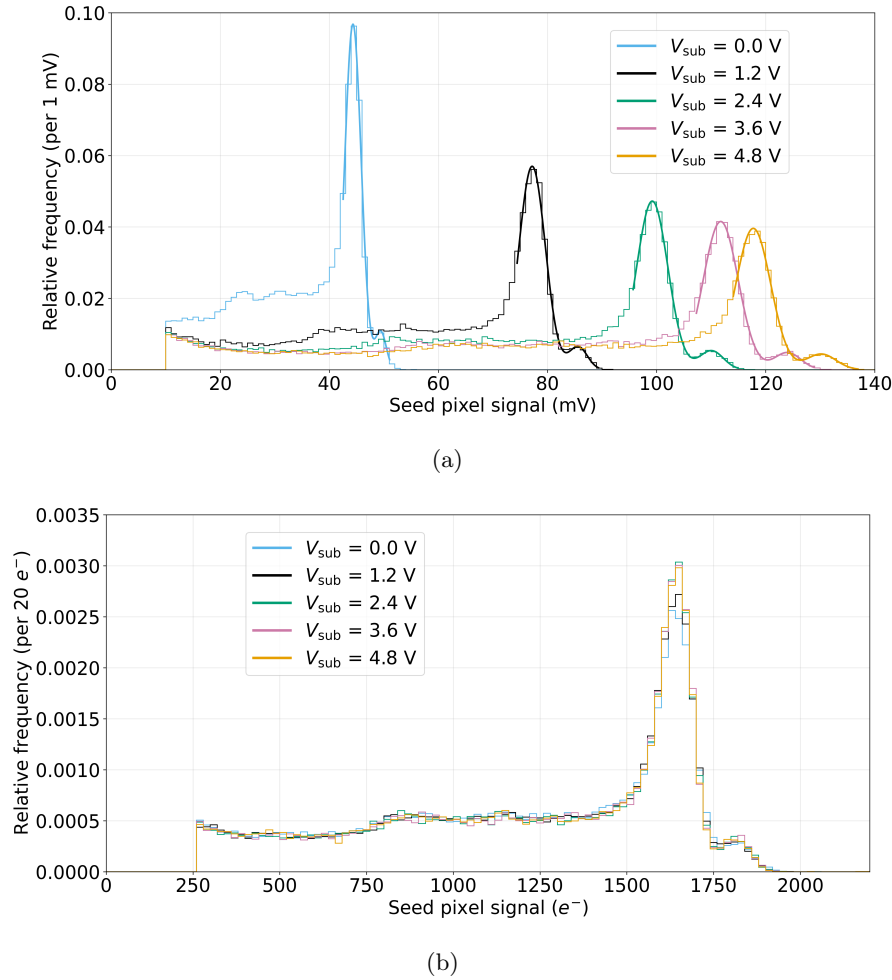 0.10
0.08
0.06
0.04
0.02
0.00
Relative frequency (per 1 mV)
V_sub = 0.0 V
V_sub = 1.2 V
V_sub = 2.4 V
V_sub = 3.6 V
V_sub = 4.8 V
0 20 40 60 80 100 120 140
Seed pixel signal (mV)
(a)
0.0035
0.0030
0.0025
0.0020
0.0015
0.0010
0.0005
0.0000
Relative frequency (per 20 e⁻)
V_sub = 0.0 V
V_sub = 1.2 V
V_sub = 2.4 V
V_sub = 3.6 V
V_sub = 4.8 V
0 250 500 750 1000 1250 1500 1750 2000
Seed pixel signal (e⁻)
(b)